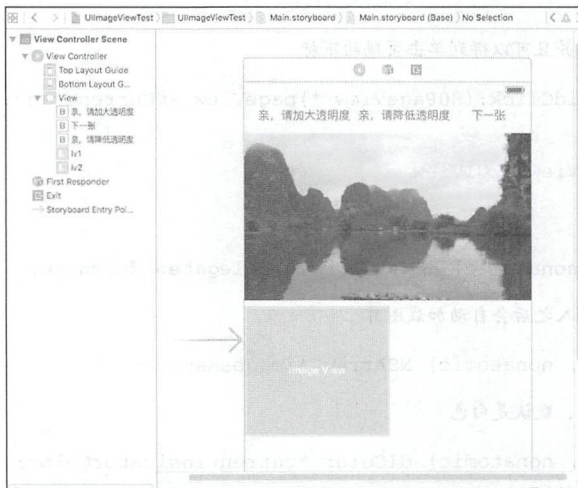 UIImageViewTest > UIImageViewTest > Main.storyboard > Main.storyboard (Base) > No Selection
View Controller Scene
View Controller
Top Layout Guide
Bottom Layout G...
View
B 亲，请加大透明度
B 下一张
B 亲，请降低透明度
iv1
iv2
First Responder
Exit
Storyboard Entry Poi...
亲，请加大透明度 亲，请降低透明度 下一张
Image View